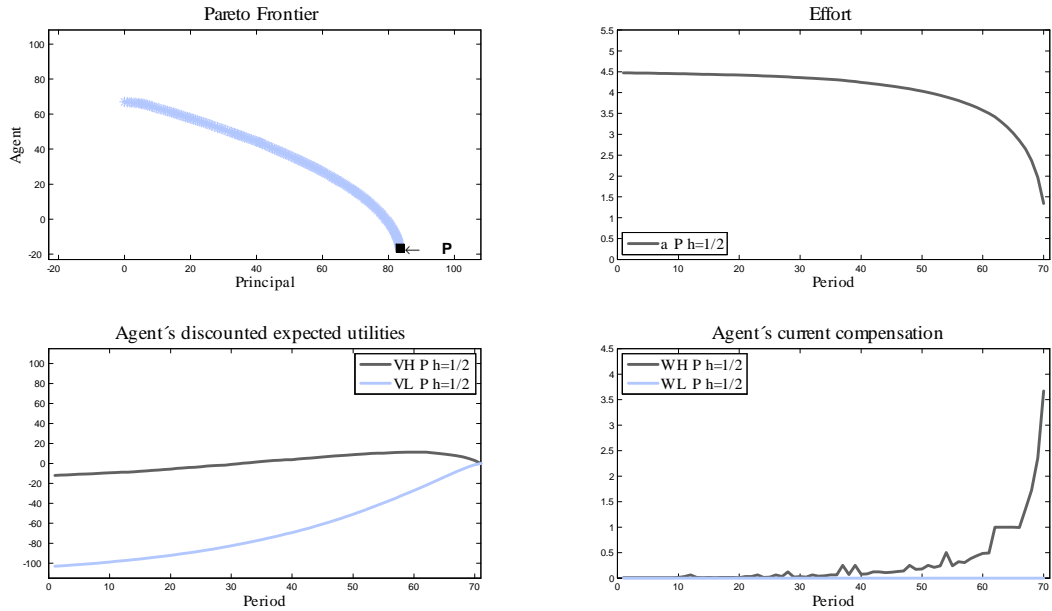 Pareto Frontier
100
80
60
40
20
0
-20
Agent
-20 0 20 40 60 80 100
Principal
P
Effort
5.5
5
4.5
4
3.5
3
2.5
2
1.5
1
0.5
0
a P h=1/2
0 10 20 30 40 50 60 70
Period
Agent´s discounted expected utilities
100
80
60
40
20
0
-20
-40
-60
-80
-100
VH P h=1/2
VL P h=1/2
0 10 20 30 40 50 60 70
Period
Agent´s current compensation
4.5
4
3.5
3
2.5
2
1.5
1
0.5
0
WH P h=1/2
WL P h=1/2
0 10 20 30 40 50 60 70
Period